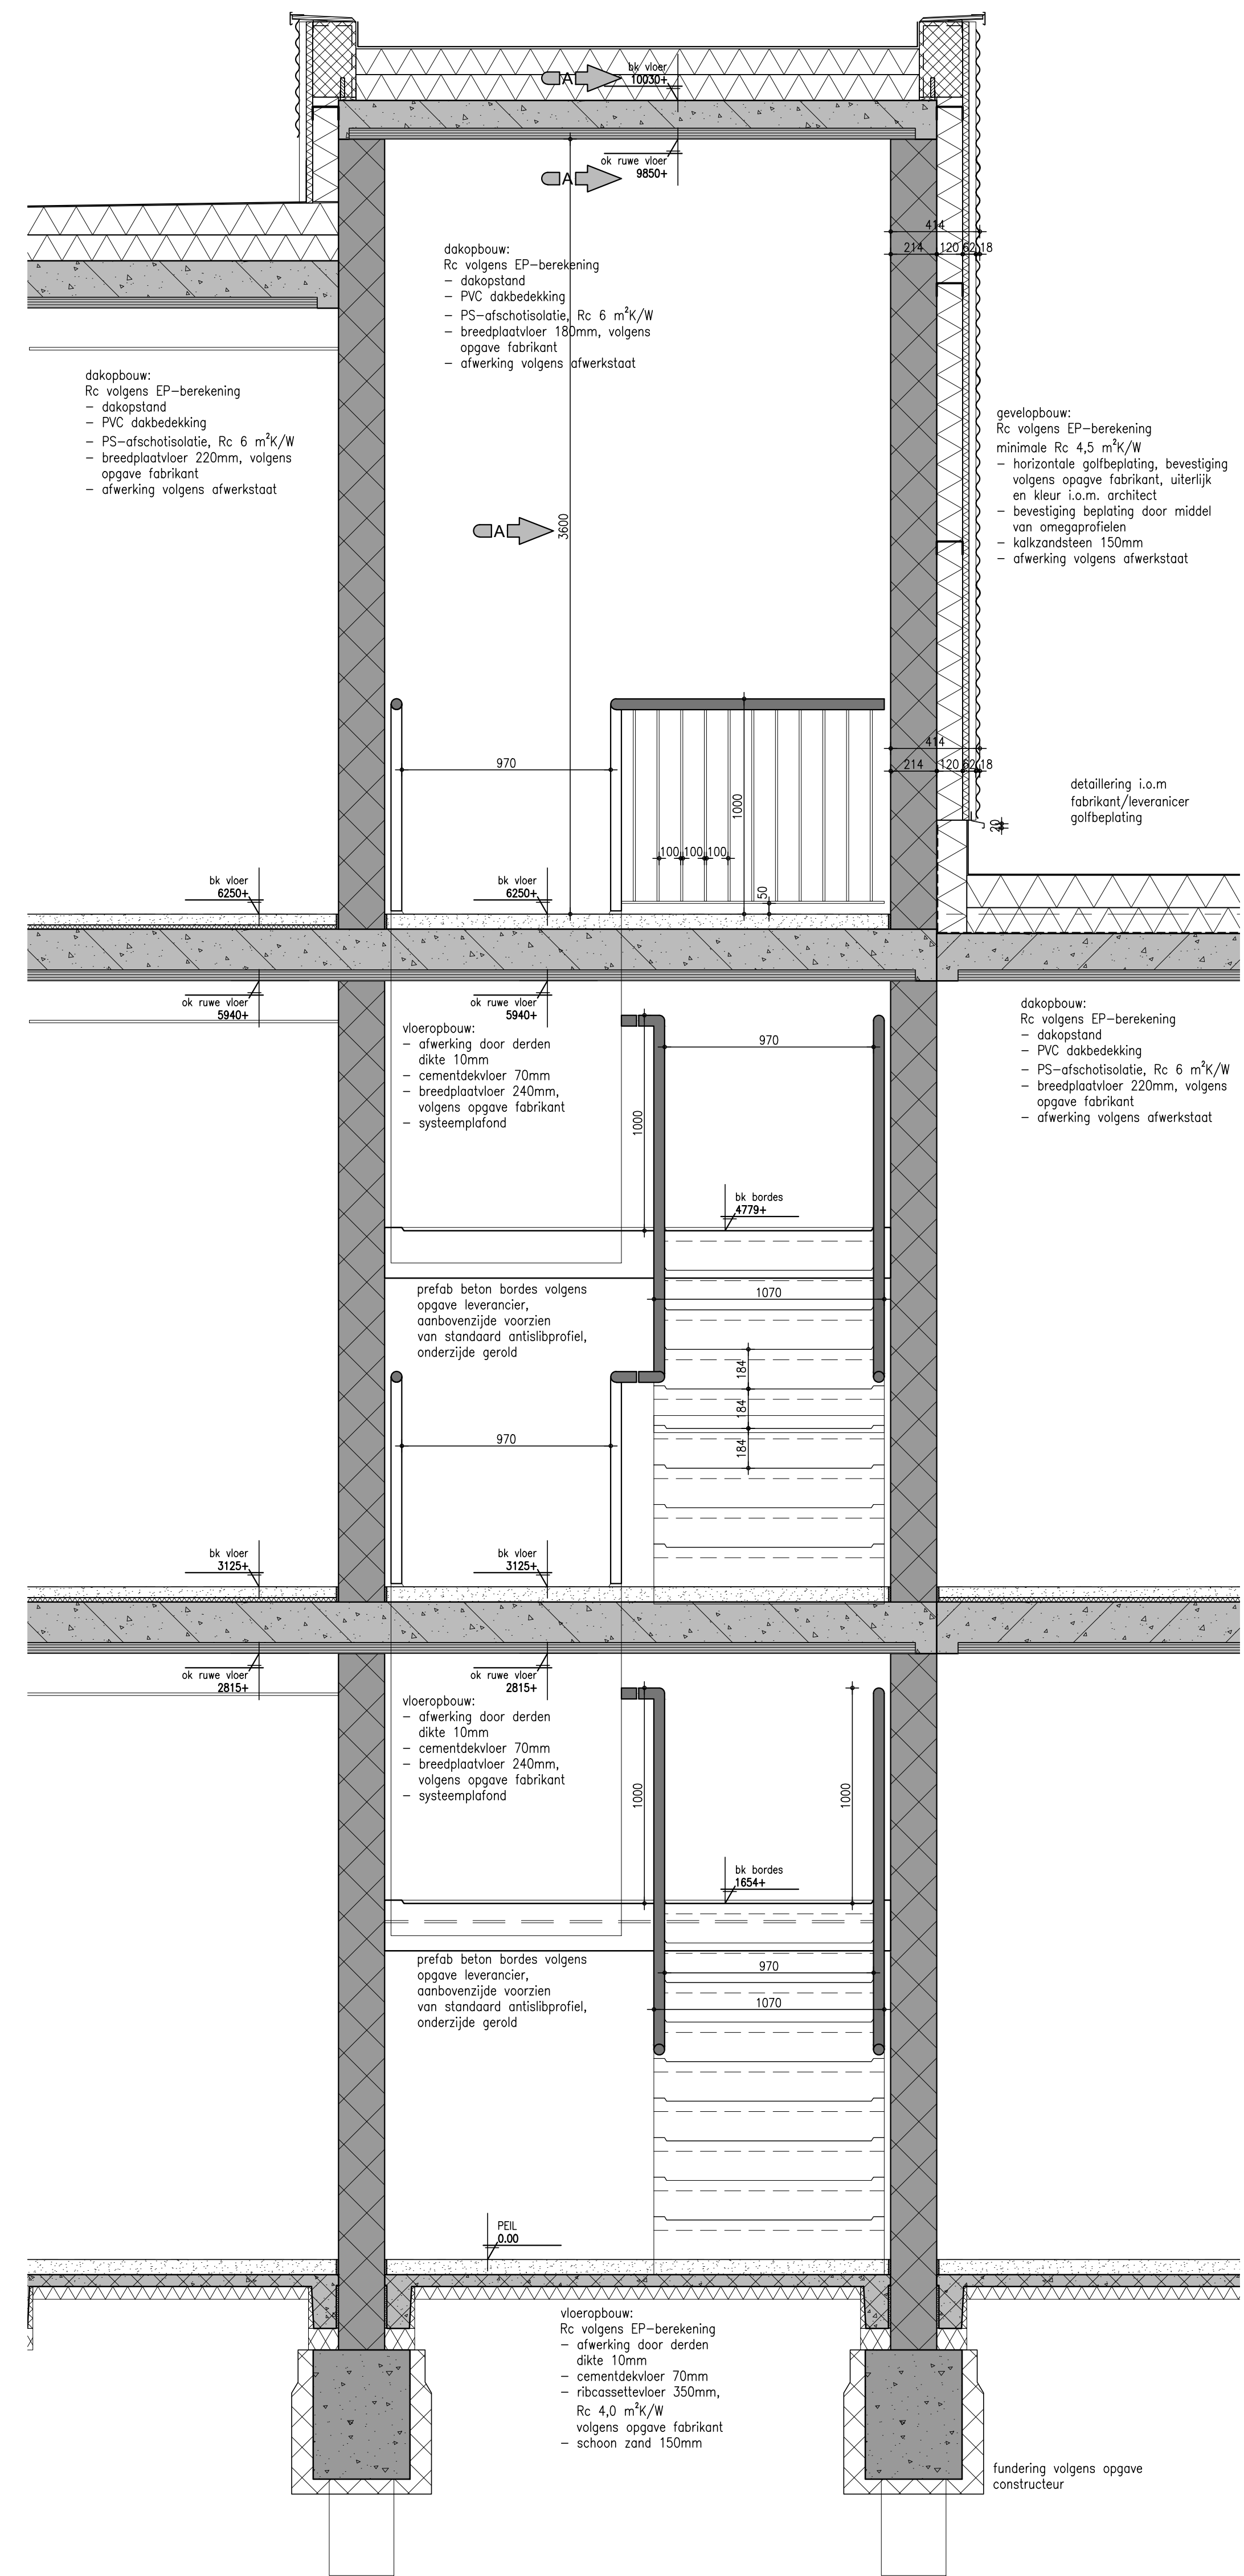 bk vloer
10030+
A
ok ruwe vloer
9850+
A
414
214 120 62 18
dakopbouw:
Rc volgens EP-berekening
- dakopstand
- PVC dakbedekking
- PS-afschotisolatie, Rc 6 m²K/W
- breedplaatvloer 180mm, volgens
opgave fabrikant
- afwerking volgens afwerkstaat
dakopbouw:
Rc volgens EP-berekening
- dakopstand
- PVC dakbedekking
- PS-afschotisolatie, Rc 6 m²K/W
- breedplaatvloer 220mm, volgens
opgave fabrikant
- afwerking volgens afwerkstaat
gevelopbouw:
Rc volgens EP-berekening
minimale Rc 4,5 m²K/W
- horizontale golfbeplating, bevestiging
volgens opagve fabrikant, uiterlijk
en kleur i.o.m. architect
- bevestiging beplating door middel
van omegaprofielen
- kalkzandsteen 150mm
- afwerking volgens afwerkstaat
A
3600
414
214 120 62 18
970
1000
detaillering i.o.m
fabrikant/leveranicer
golfbeplating
20
100 100 100
50
bk vloer
6250+
bk vloer
6250+
ok ruwe vloer
5940+
ok ruwe vloer
5940+
vloeropbouw:
- afwerking door derden
dikte 10mm
- cementdekvloer 70mm
- breedplaatvloer 240mm,
volgens opgave fabrikant
- systeemplafond
970
1000
dakopbouw:
Rc volgens EP-berekening
- dakopstand
- PVC dakbedekking
- PS-afschotisolatie, Rc 6 m²K/W
- breedplaatvloer 220mm, volgens
opgave fabrikant
- afwerking volgens afwerkstaat
bk bordes
4779+
prefab beton bordes volgens
opgave leverancier,
aanbovenzijde voorzien
van standaard antislibprofiel,
onderzijde gerold
1070
184
184
184
970
bk vloer
3125+
bk vloer
3125+
ok ruwe vloer
2815+
ok ruwe vloer
2815+
vloeropbouw:
- afwerking door derden
dikte 10mm
- cementdekvloer 70mm
- breedplaatvloer 240mm,
volgens opgave fabrikant
- systeemplafond
1000
1000
bk bordes
1654+
prefab beton bordes volgens
opgave leverancier,
aanbovenzijde voorzien
van standaard antislibprofiel,
onderzijde gerold
970
1070
PEIL
0.00
vloeropbouw:
Rc volgens EP-berekening
- afwerking door derden
dikte 10mm
- cementdekvloer 70mm
- ribcassettevloer 350mm,
Rc 4,0 m²K/W
volgens opgave fabrikant
- schoon zand 150mm
fundering volgens opgave
constructeur